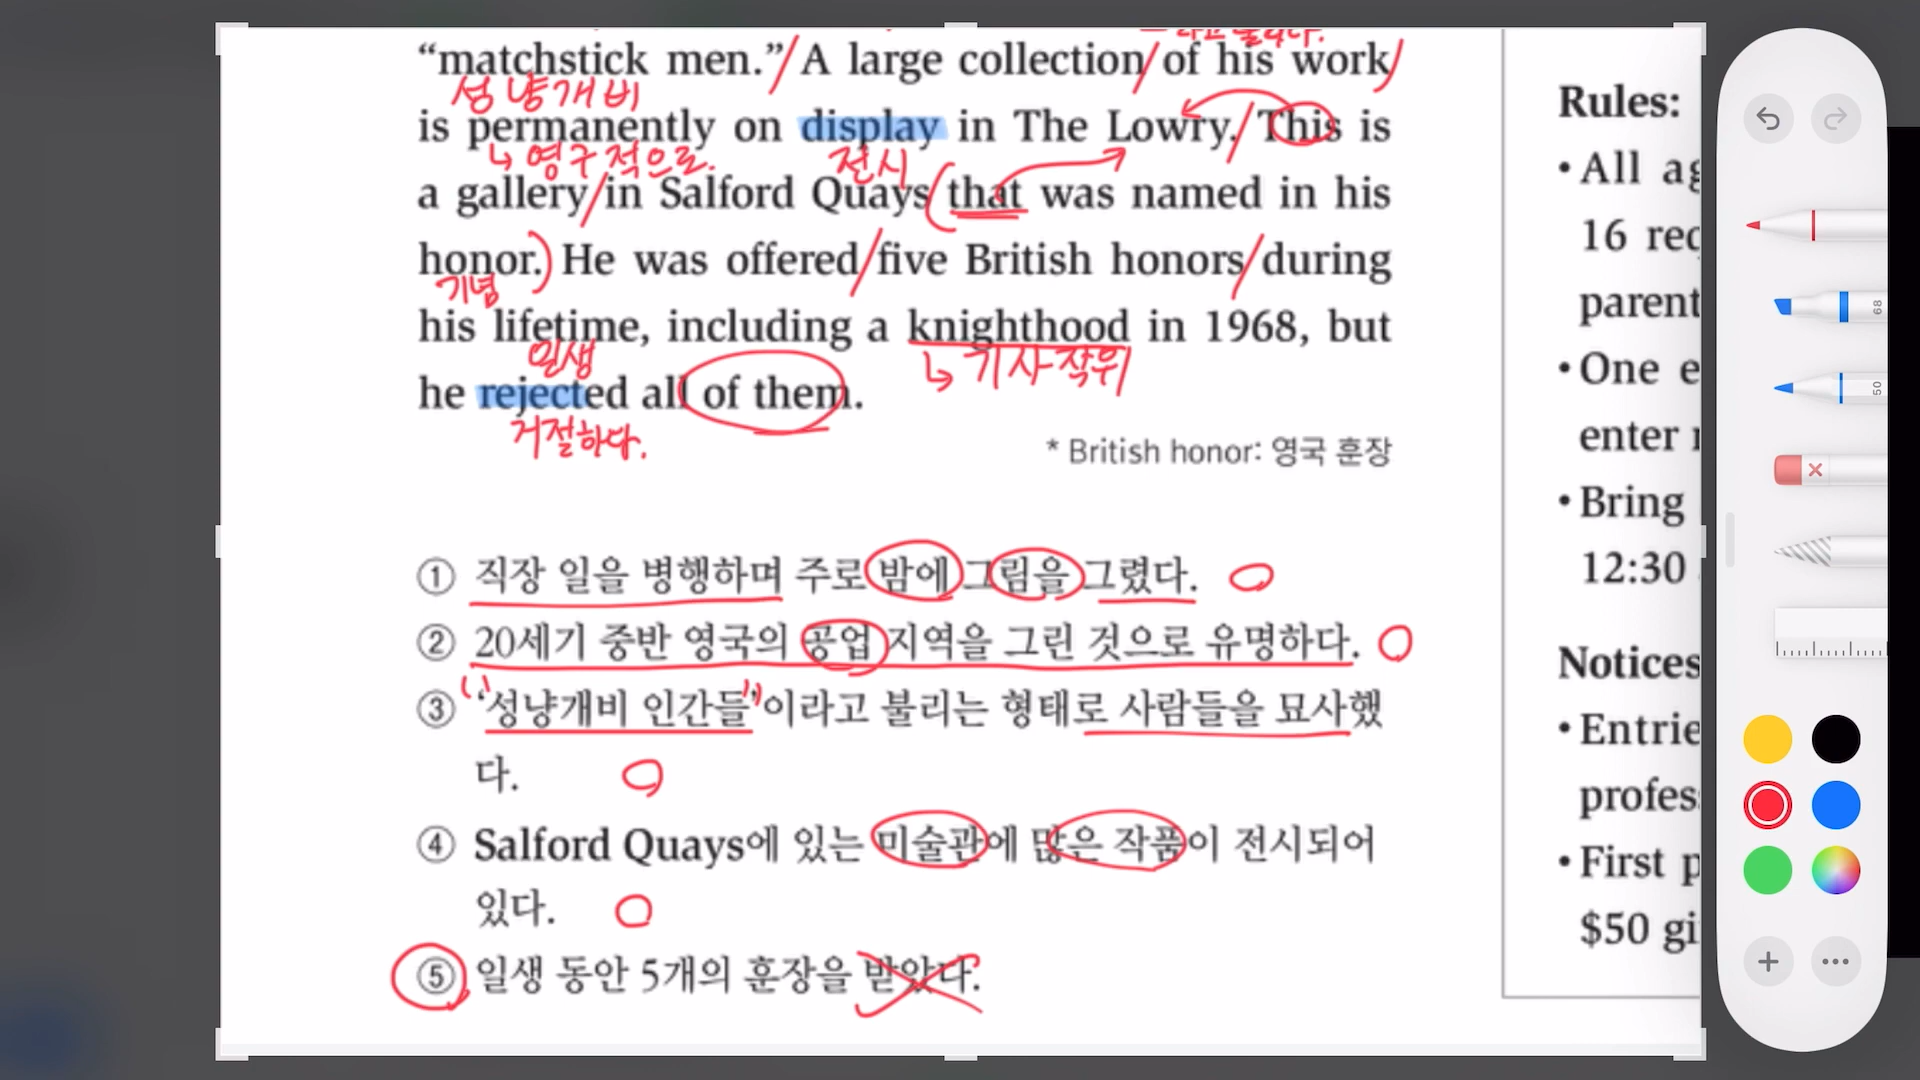 라고 불리다.
“matchstick men.” A large collection of his work
성냥개비
is permanently on display in The Lowry. This is
↳ 영구적으로. 전시
a gallery in Salford Quays that was named in his
honor. He was offered five British honors during
기념
his lifetime, including a knighthood in 1968, but
인생 ↳ 기사작위
he rejected all of them.
거절하다.
* British honor: 영국 훈장
① 직장 일을 병행하며 주로 밤에 그림을 그렸다.
② 20세기 중반 영국의 공업 지역을 그린 것으로 유명하다.
③ ‘성냥개비 인간들’이라고 불리는 형태로 사람들을 묘사했
다.
④ Salford Quays에 있는 미술관에 많은 작품이 전시되어
있다.
⑤ 일생 동안 5개의 훈장을 받았다.
Rules:
• All ag
16 req
parent
• One e
enter
• Bring
12:30
Notices
• Entrie
profes
• First p
$50 gi
68
50